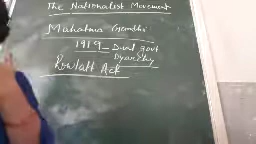 The Nationalist Movement
Mahatma Gandhi
1919 - Dual Govt
Dyarchy
Rowlatt Act